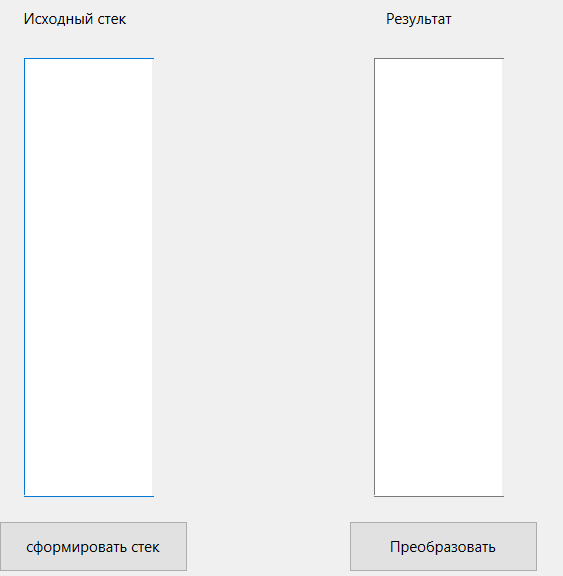 Исходный стек
Результат
сформировать стек
Преобразовать